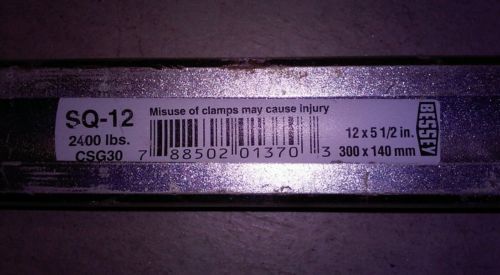 SQ-12
2400 lbs.
CSG30
Misuse of clamps may cause injury
7 88502 01370 3
12 x 5 1/2 in.
300 x 140 mm
BESSEY